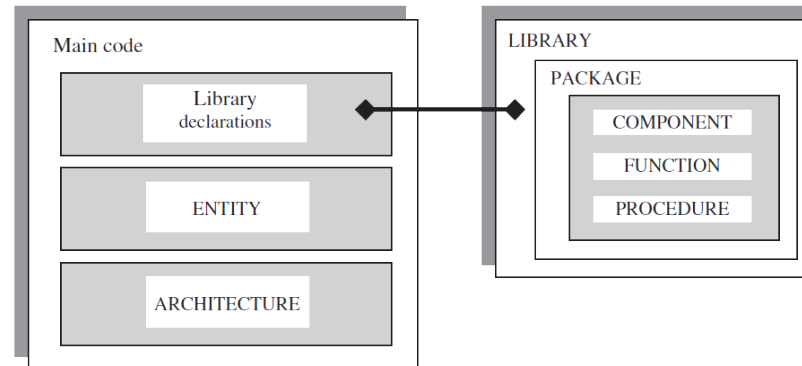 Main code
Library
declarations
ENTITY
ARCHITECTURE
LIBRARY
PACKAGE
COMPONENT
FUNCTION
PROCEDURE